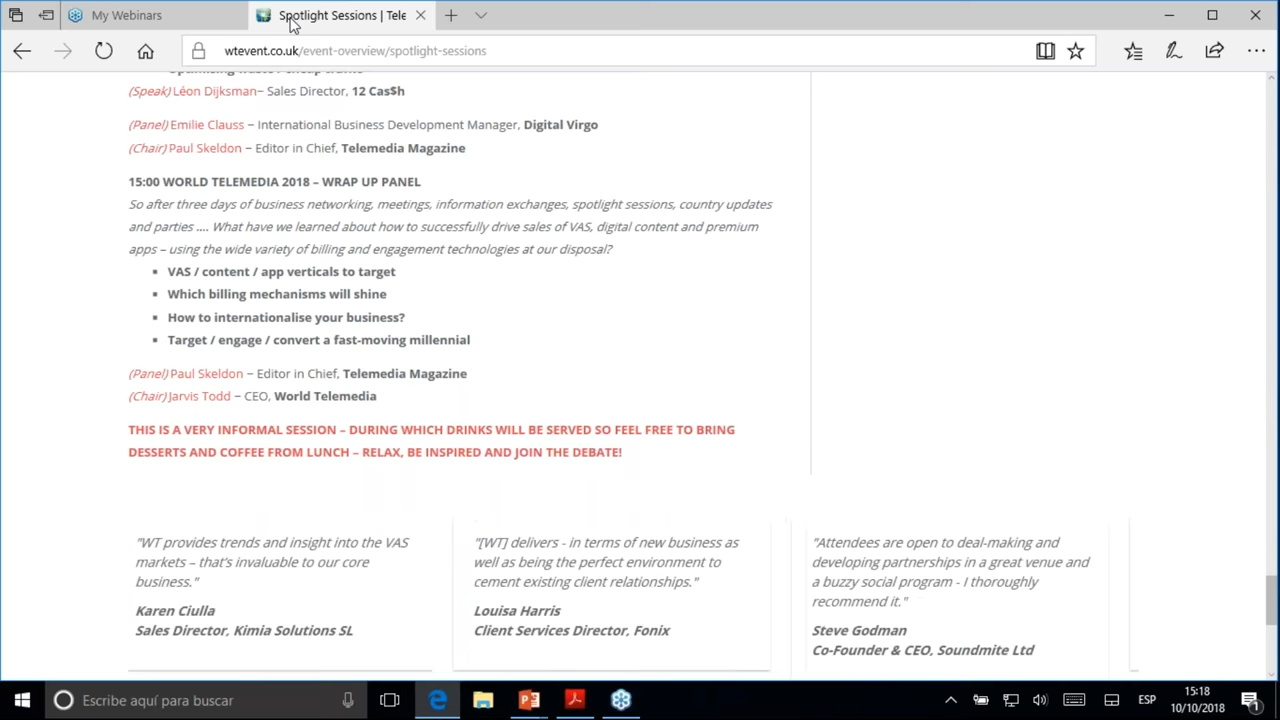 My Webinars
Spotlight Sessions | Tele
wtevent.co.uk/event-overview/spotlight-sessions
(Speak) Léon Dijksman– Sales Director, 12 Cas$h
(Panel) Emilie Clauss – International Business Development Manager, Digital Virgo
(Chair) Paul Skeldon – Editor in Chief, Telemedia Magazine
15:00 WORLD TELEMEDIA 2018 – WRAP UP PANEL
So after three days of business networking, meetings, information exchanges, spotlight sessions, country updates
and parties .... What have we learned about how to successfully drive sales of VAS, digital content and premium
apps – using the wide variety of billing and engagement technologies at our disposal?
▪ VAS / content / app verticals to target
▪ Which billing mechanisms will shine
▪ How to internationalise your business?
▪ Target / engage / convert a fast-moving millennial
(Panel) Paul Skeldon – Editor in Chief, Telemedia Magazine
(Chair) Jarvis Todd – CEO, World Telemedia
THIS IS A VERY INFORMAL SESSION – DURING WHICH DRINKS WILL BE SERVED SO FEEL FREE TO BRING
DESSERTS AND COFFEE FROM LUNCH – RELAX, BE INSPIRED AND JOIN THE DEBATE!
"WT provides trends and insight into the VAS
markets – that's invaluable to our core
business."
Karen Ciulla
Sales Director, Kimia Solutions SL
"[WT] delivers - in terms of new business as
well as being the perfect environment to
cement existing client relationships."
Louisa Harris
Client Services Director, Fonix
"Attendees are open to deal-making and
developing partnerships in a great venue and
a buzzy social program - I thoroughly
recommend it."
Steve Godman
Co-Founder & CEO, Soundmite Ltd
Escribe aquí para buscar
ESP
15:18
10/10/2018
1